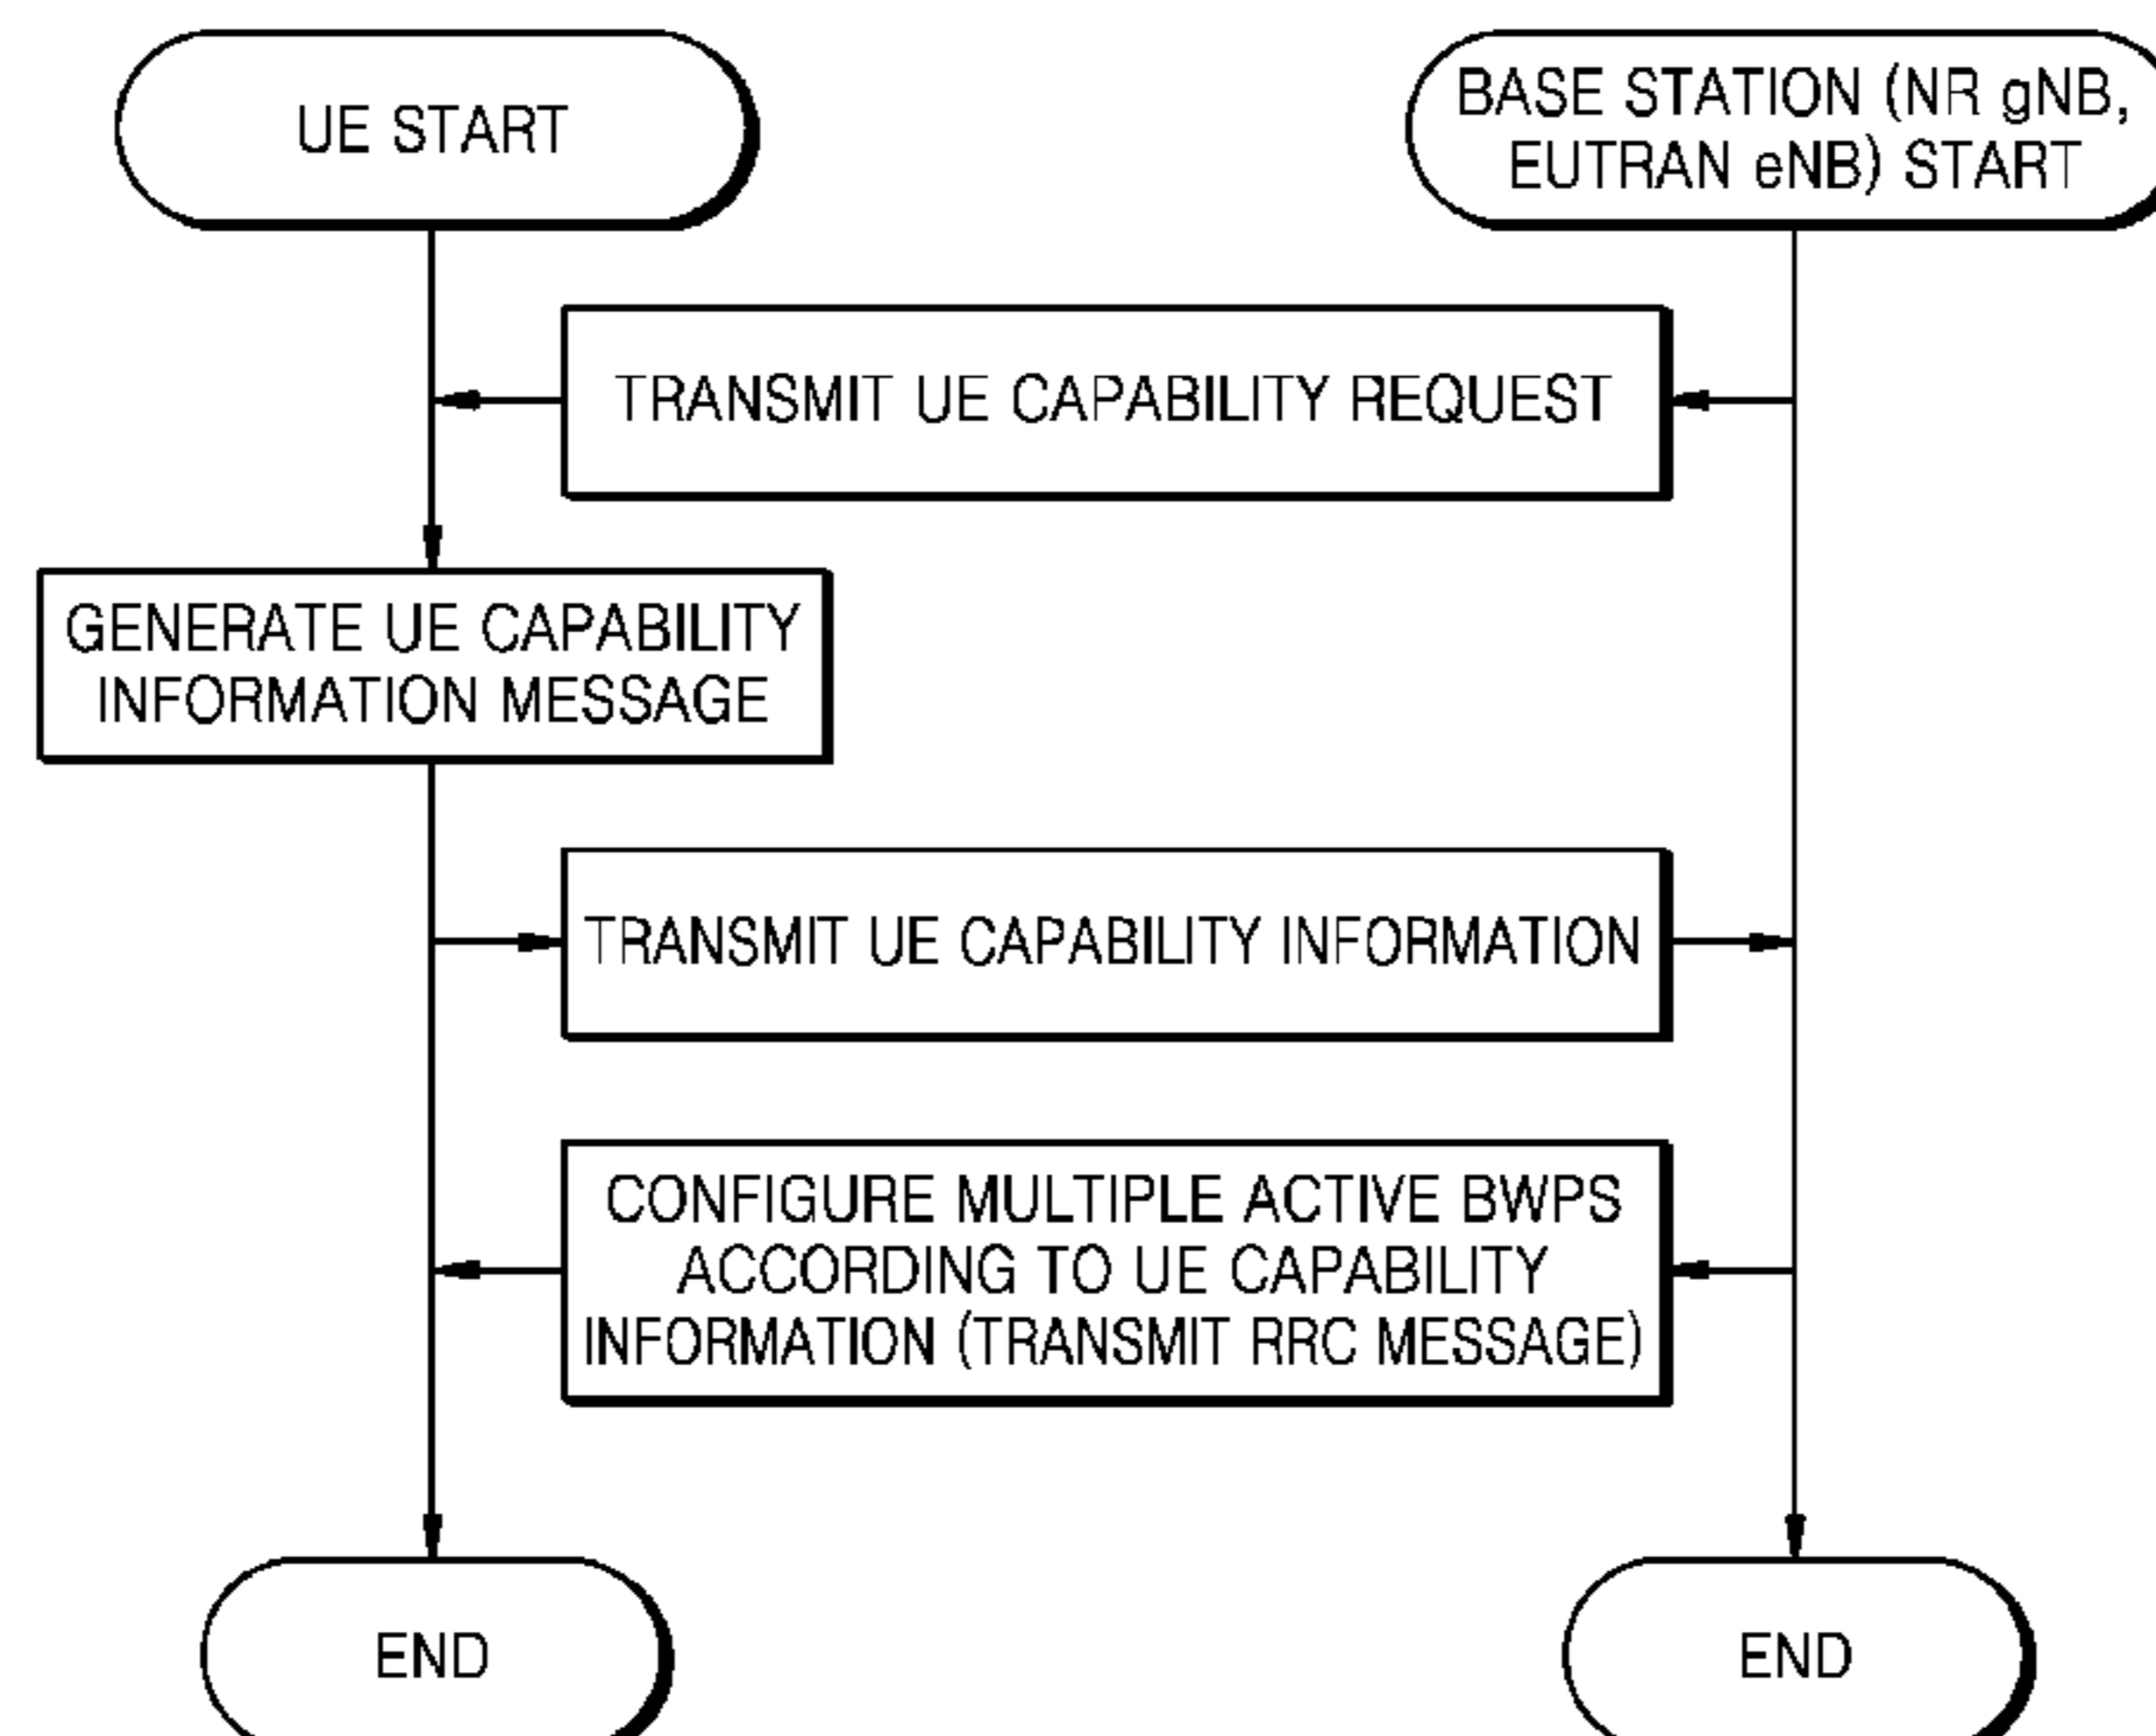 UE START
BASE STATION (NR gNB,
EUTRAN eNB) START
TRANSMIT UE CAPABILITY REQUEST
GENERATE UE CAPABILITY
INFORMATION MESSAGE
TRANSMIT UE CAPABILITY INFORMATION
CONFIGURE MULTIPLE ACTIVE BWPS
ACCORDING TO UE CAPABILITY
INFORMATION (TRANSMIT RRC MESSAGE)
END
END